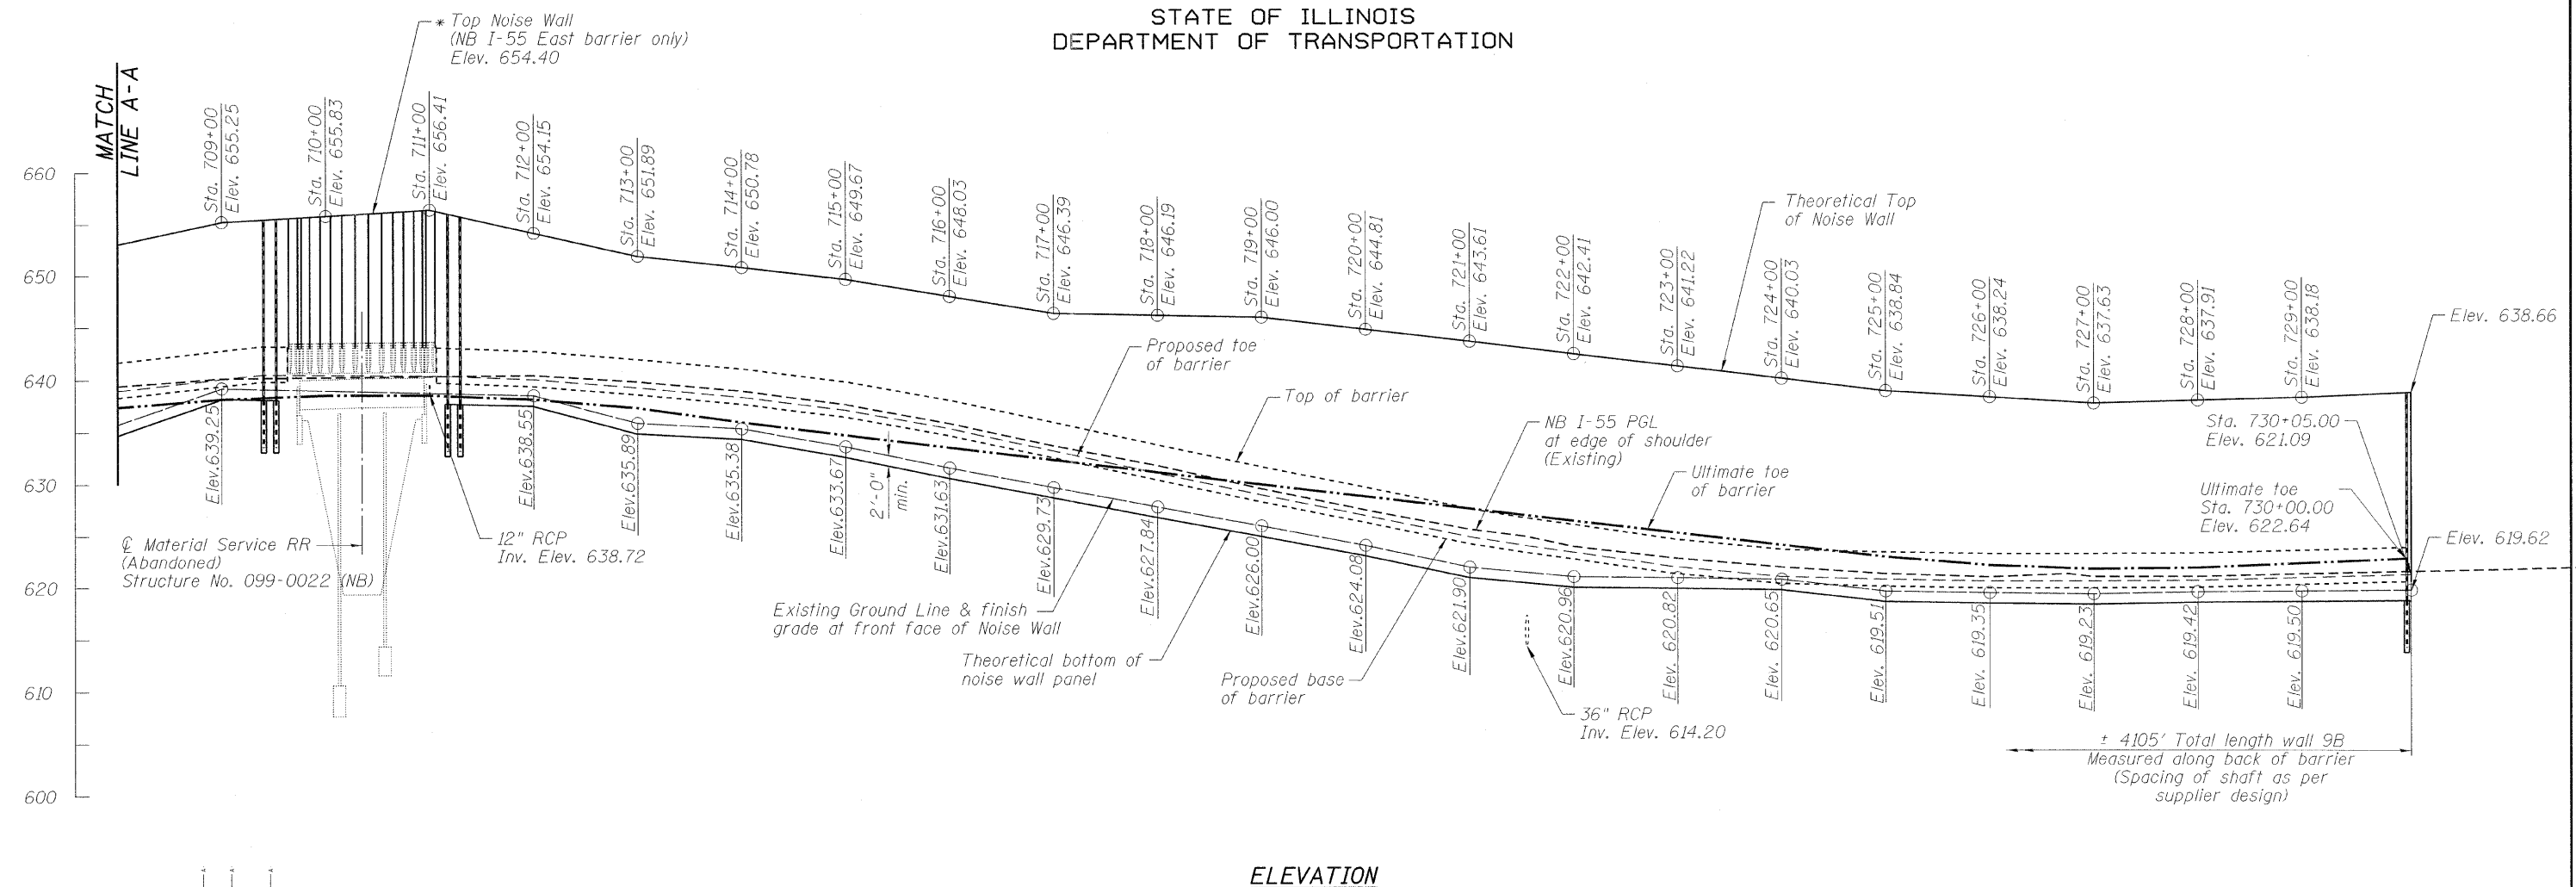 STATE OF ILLINOIS
DEPARTMENT OF TRANSPORTATION
* Top Noise Wall
(NB I-55 East barrier only)
Elev. 654.40
MATCH
LINE A-A
Sta. 709+00
Elev. 655.25
Sta. 710+00
Elev. 655.83
Sta. 711+00
Elev. 656.41
Sta. 712+00
Elev. 654.15
Sta. 713+00
Elev. 651.89
Sta. 714+00
Elev. 650.78
Sta. 715+00
Elev. 649.67
Sta. 716+00
Elev. 648.03
Sta. 717+00
Elev. 646.39
Sta. 718+00
Elev. 646.19
Sta. 719+00
Elev. 646.00
Sta. 720+00
Elev. 644.81
Sta. 721+00
Elev. 643.61
Sta. 722+00
Elev. 642.41
Sta. 723+00
Elev. 641.22
Sta. 724+00
Elev. 640.03
Sta. 725+00
Elev. 638.84
Sta. 726+00
Elev. 638.24
Sta. 727+00
Elev. 637.63
Sta. 728+00
Elev. 637.91
Sta. 729+00
Elev. 638.18
Theoretical Top
of Noise Wall
Elev. 638.66
660
650
640
630
620
610
600
Proposed toe
of barrier
Top of barrier
NB I-55 PGL
at edge of shoulder
(Existing)
Ultimate toe
of barrier
Sta. 730+05.00
Elev. 621.09
Ultimate toe
Sta. 730+00.00
Elev. 622.64
Elev. 619.62
Elev.639.25
Elev.638.55
Elev.635.89
Elev.635.38
Elev.633.67
2'-0"
min.
Elev.631.63
Elev.629.73
Elev.627.84
Elev.626.00
Elev.624.08
Elev.621.90
Elev.620.96
Elev.620.82
Elev.620.65
Elev.619.51
Elev. 619.35
Elev. 619.23
Elev. 619.42
Elev. 619.50
℄ Material Service RR
(Abandoned)
Structure No. 099-0022 (NB)
12" RCP
Inv. Elev. 638.72
Existing Ground Line & finish
grade at front face of Noise Wall
Theoretical bottom of
noise wall panel
Proposed base
of barrier
36" RCP
Inv. Elev. 614.20
± 4105' Total length wall 9B
Measured along back of barrier
(Spacing of shaft as per
supplier design)
ELEVATION